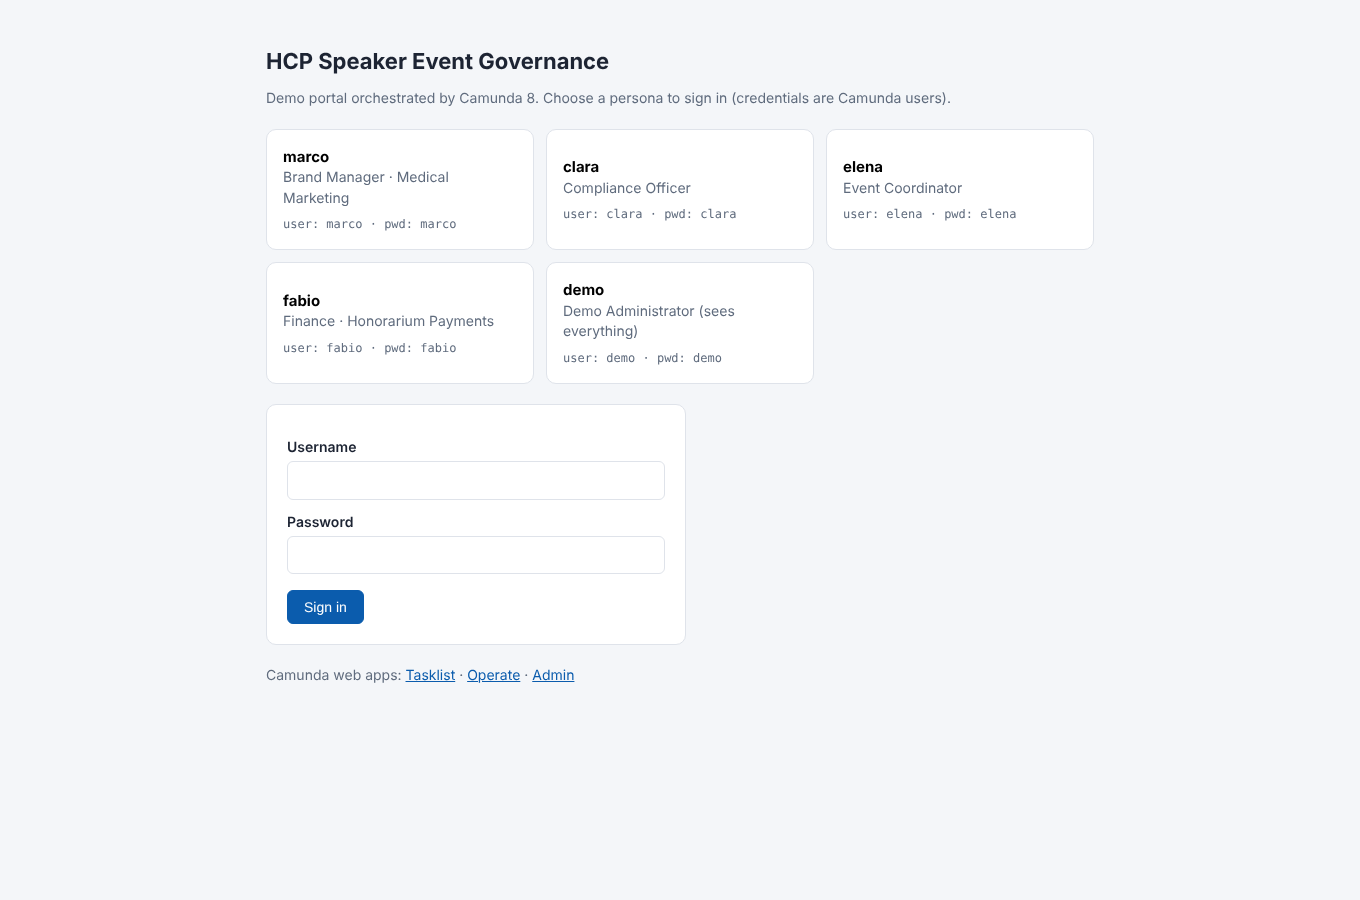 HCP Speaker Event Governance
Demo portal orchestrated by Camunda 8. Choose a persona to sign in (credentials are Camunda users).
marco
Brand Manager · Medical
Marketing
user: marco · pwd: marco
clara
Compliance Officer
user: clara · pwd: clara
elena
Event Coordinator
user: elena · pwd: elena
fabio
Finance · Honorarium Payments
user: fabio · pwd: fabio
demo
Demo Administrator (sees
everything)
user: demo · pwd: demo
Username
Password
Sign in
Camunda web apps: Tasklist · Operate · Admin